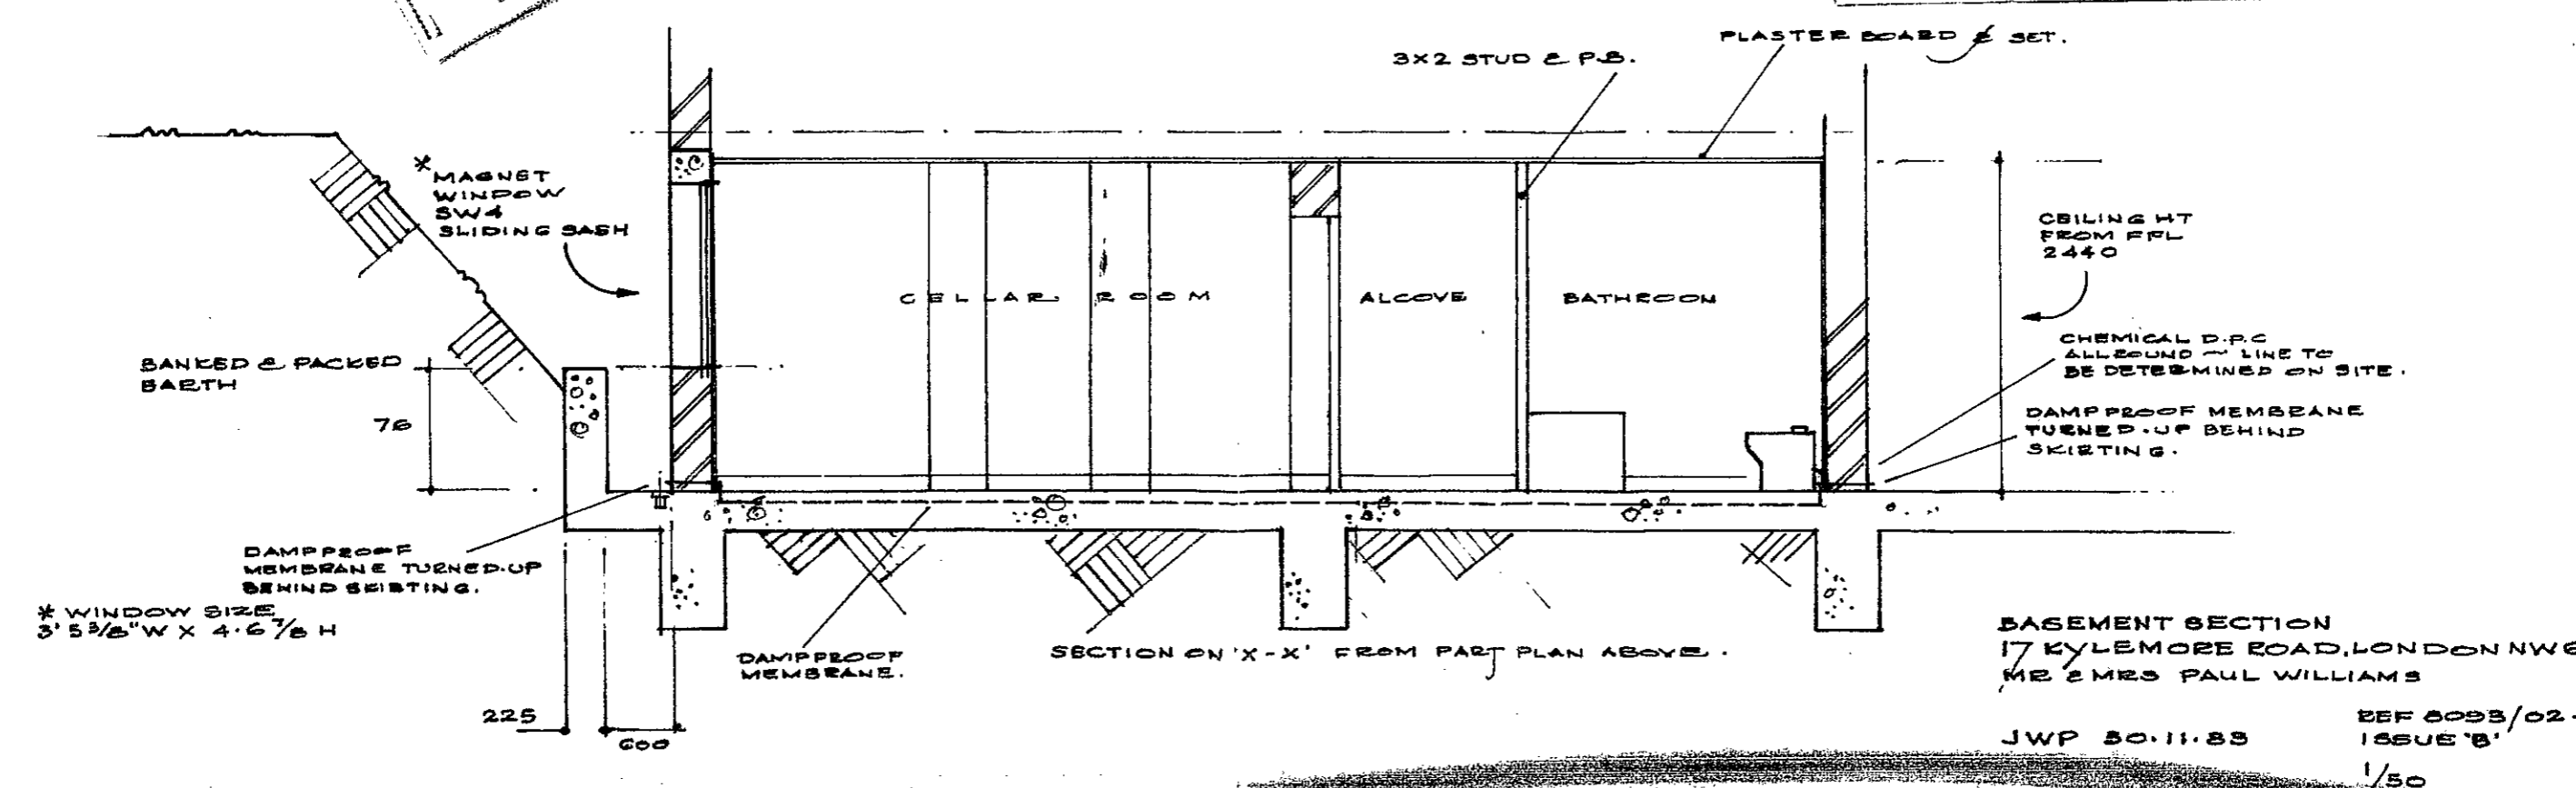 3X2 STUD & P.B.
PLASTER BOARD & SET.
* MAGNET
WINDOW
SW4
SLIDING SASH
CEILING HT
FROM FFL
2440
CELLAR ROOM
ALCOVE
BATHROOM
BANKED & PACKED
EARTH
76
CHEMICAL D.P.C
ALLROUND ~ LINE TO
BE DETERMINED ON SITE.
DAMPPROOF MEMBRANE
TURNED-UP BEHIND
SKIRTING.
DAMPPROOF
MEMBRANE TURNED-UP
BEHIND SKIRTING.
* WINDOW SIZE
3' 5 3/8" W X 4-6 7/8 H
DAMPPROOF
MEMBRANE.
SECTION ON 'X-X' FROM PART PLAN ABOVE.
225
600
BASEMENT SECTION
17 KYLEMORE ROAD, LONDON NW6
MR & MRS PAUL WILLIAMS
REF 8093/02.
JWP 30.11.83
ISSUE 'B'
1/50